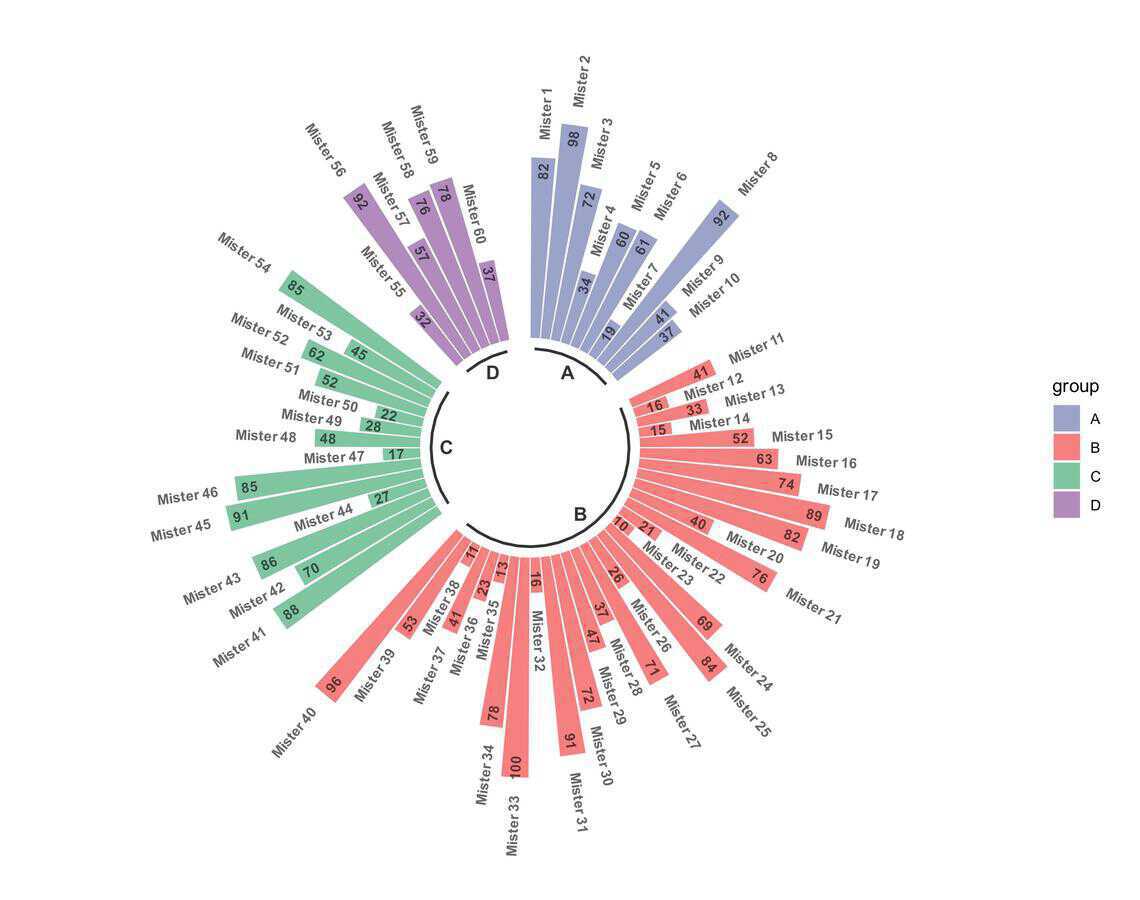 Mister 1
82
Mister 2
98
Mister 3
72
Mister 4
34
Mister 5
60
Mister 6
61
Mister 7
19
Mister 8
92
Mister 9
41
Mister 10
37
Mister 11
41
Mister 12
16
Mister 13
33
Mister 14
15
Mister 15
52
Mister 16
63
Mister 17
74
Mister 18
89
Mister 19
82
Mister 20
40
Mister 21
76
Mister 22
21
Mister 23
10
Mister 24
69
Mister 25
84
Mister 26
26
Mister 27
71
Mister 28
37
Mister 29
47
Mister 30
72
Mister 31
91
Mister 32
16
Mister 33
100
Mister 34
78
Mister 35
13
Mister 36
23
Mister 37
41
Mister 38
11
Mister 39
53
Mister 40
96
Mister 41
88
Mister 42
70
Mister 43
86
Mister 44
27
Mister 45
91
Mister 46
85
Mister 47
17
Mister 48
48
Mister 49
28
Mister 50
22
Mister 51
52
Mister 52
62
Mister 53
45
Mister 54
85
Mister 55
32
Mister 56
92
Mister 57
57
Mister 58
76
Mister 59
78
Mister 60
37
A
B
C
D
group
A
B
C
D